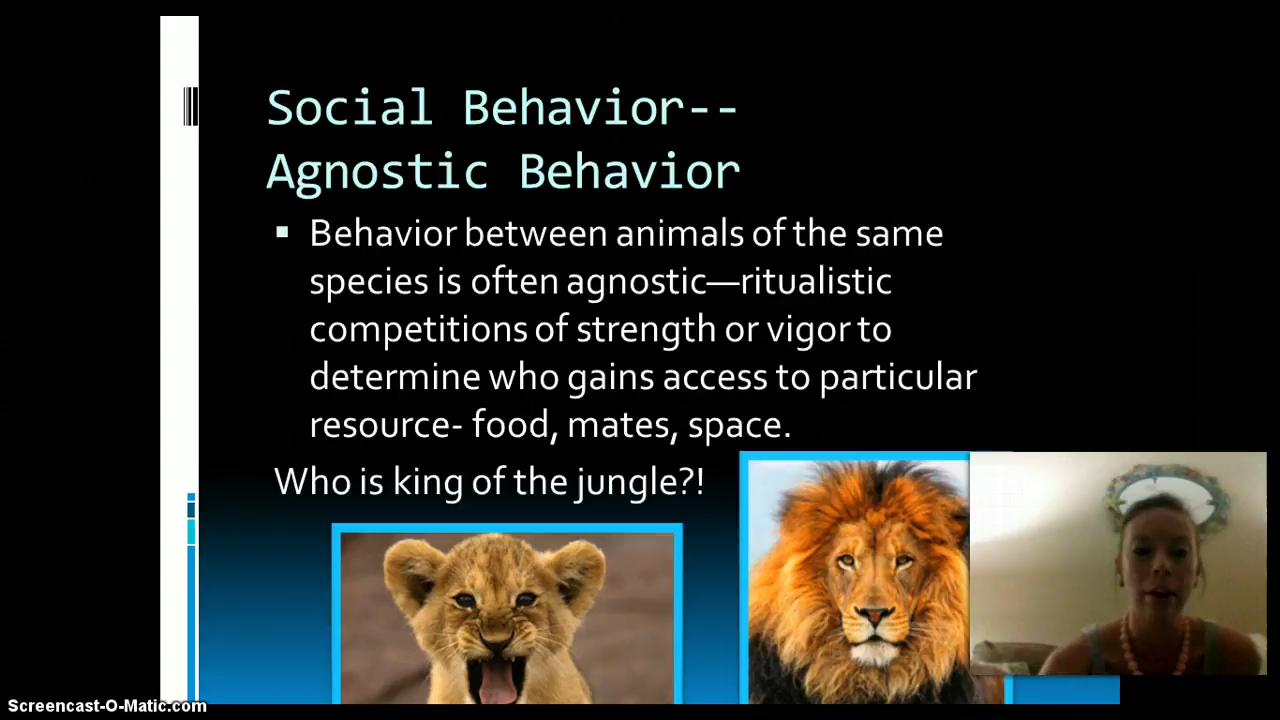 Social Behavior--
Agnostic Behavior
▪ Behavior between animals of the same
species is often agnostic—ritualistic
competitions of strength or vigor to
determine who gains access to particular
resource- food, mates, space.
Who is king of the jungle?!
Screencast-O-Matic.com